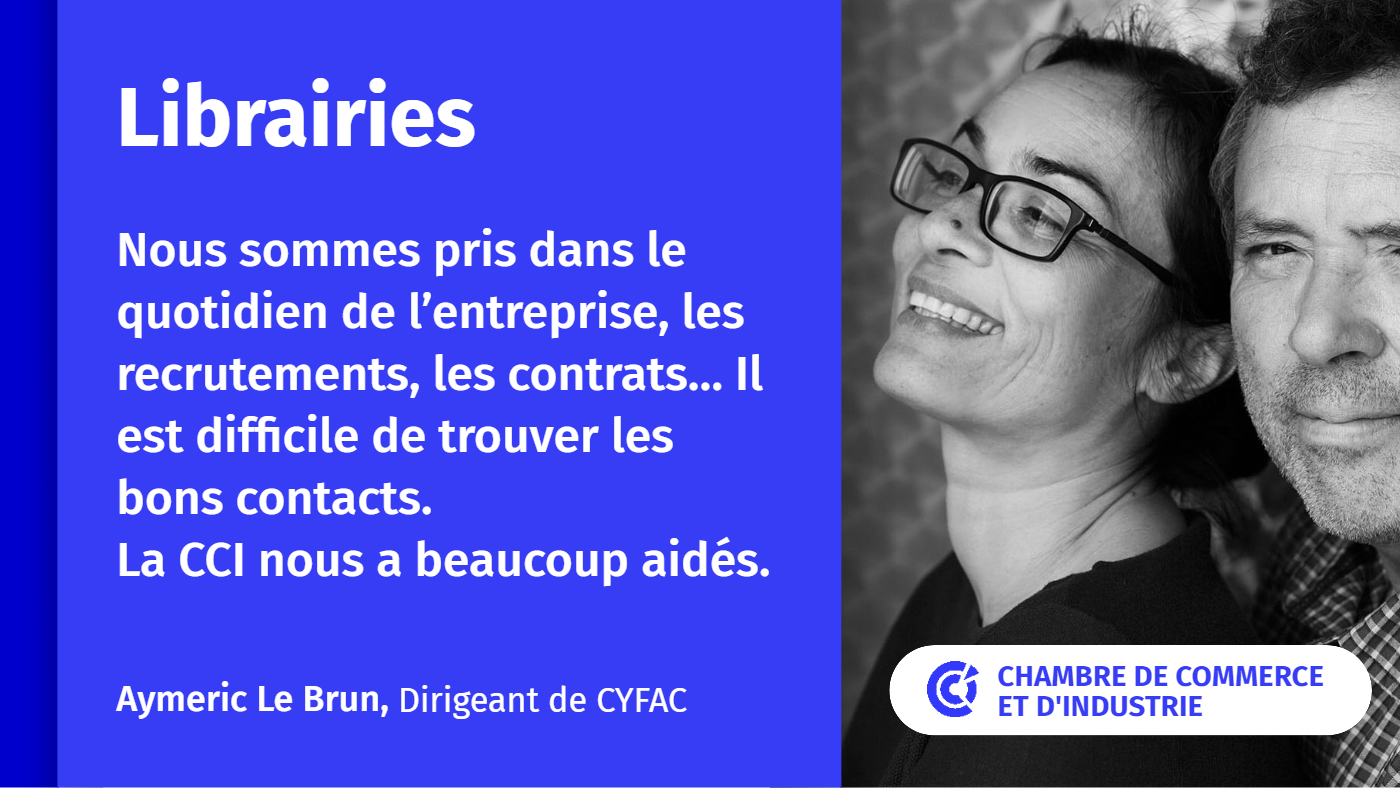 Librairies
Nous sommes pris dans le
quotidien de l’entreprise, les
recrutements, les contrats... Il
est difficile de trouver les
bons contacts.
La CCI nous a beaucoup aidés.
Aymeric Le Brun, Dirigeant de CYFAC
CHAMBRE DE COMMERCE
ET D'INDUSTRIE